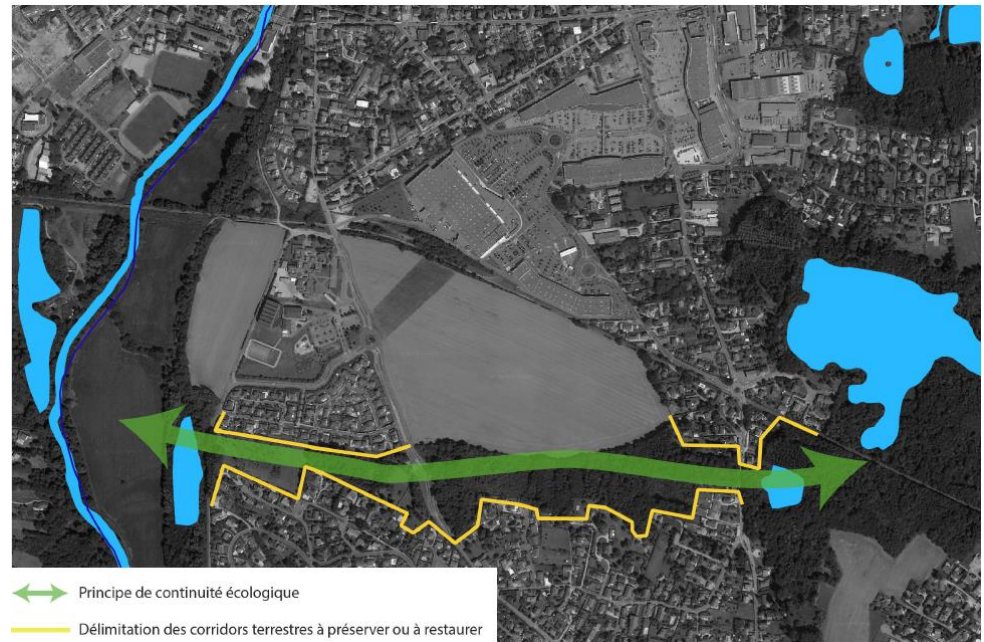 Principe de continuité écologique
Délimitation des corridors terrestres à préserver ou à restaurer